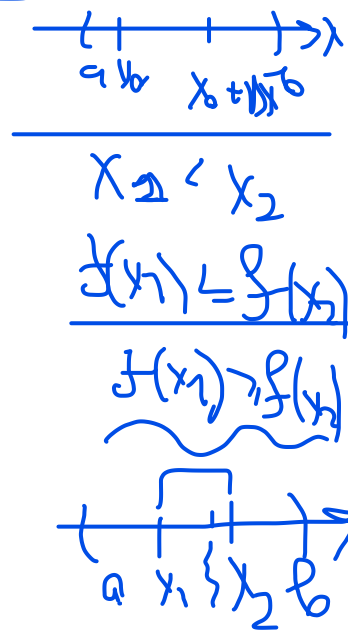 x
a x₀ x₀ + Δx b
x₁ < x₂
f(x₁) ≤ f(x₂)
f(x₁) ≥ f(x₂)
a x₁ ξ x₂ b